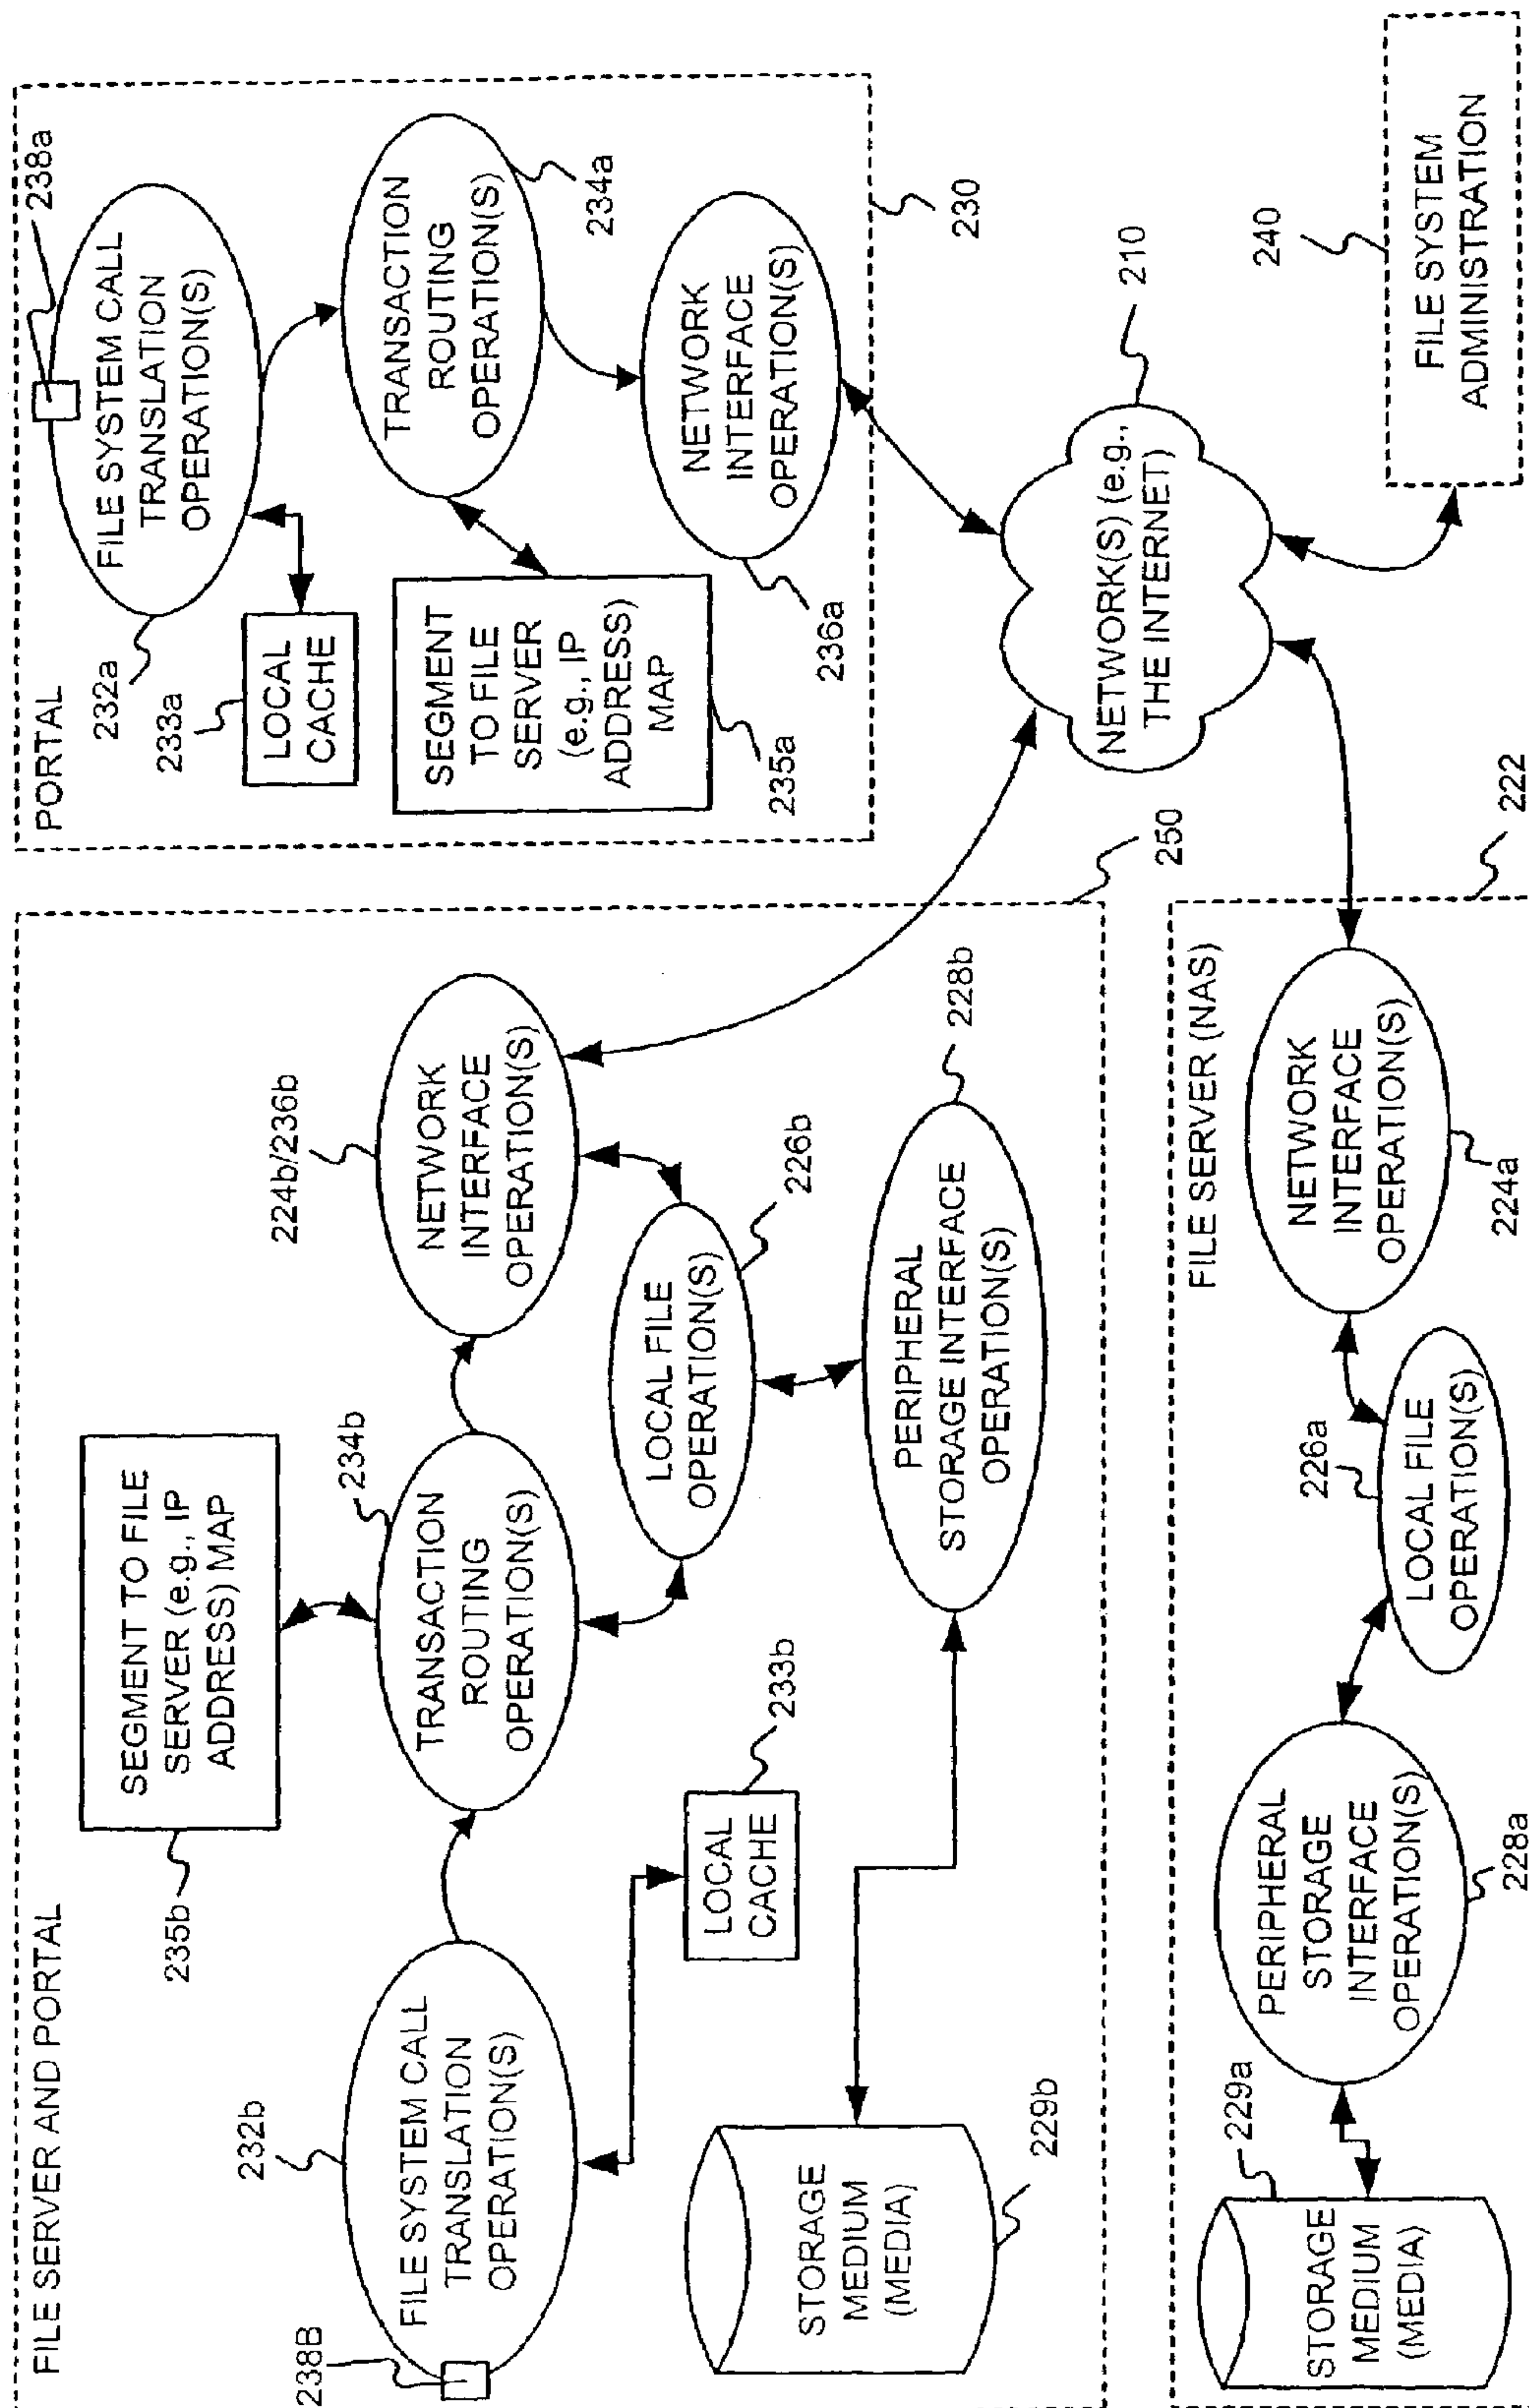 FILE SERVER AND PORTAL
238B
FILE SYSTEM CALL
TRANSLATION
OPERATION(S)
232b
235b
SEGMENT TO FILE
SERVER (e.g., IP
ADDRESS) MAP
TRANSACTION
ROUTING
OPERATION(S)
234b
NETWORK
INTERFACE
OPERATION(S)
224b/236b
LOCAL FILE
OPERATION(S)
226b
LOCAL
CACHE
233b
PERIPHERAL
STORAGE INTERFACE
OPERATION(S)
228b
STORAGE
MEDIUM
(MEDIA)
229b
250
PORTAL
FILE SYSTEM CALL
TRANSLATION
OPERATION(S)
238a
232a
233a
LOCAL
CACHE
TRANSACTION
ROUTING
OPERATION(S)
234a
SEGMENT
TO FILE
SERVER
(e.g., IP
ADDRESS)
MAP
235a
NETWORK
INTERFACE
OPERATION(S)
236a
230
NETWORK(S) (e.g.,
THE INTERNET)
210
240
FILE SYSTEM
ADMINISTRATION
FILE SERVER (NAS)
222
STORAGE
MEDIUM
(MEDIA)
229a
PERIPHERAL
STORAGE
INTERFACE
OPERATION(S)
228a
LOCAL FILE
OPERATION(S)
226a
NETWORK
INTERFACE
OPERATION(S)
224a